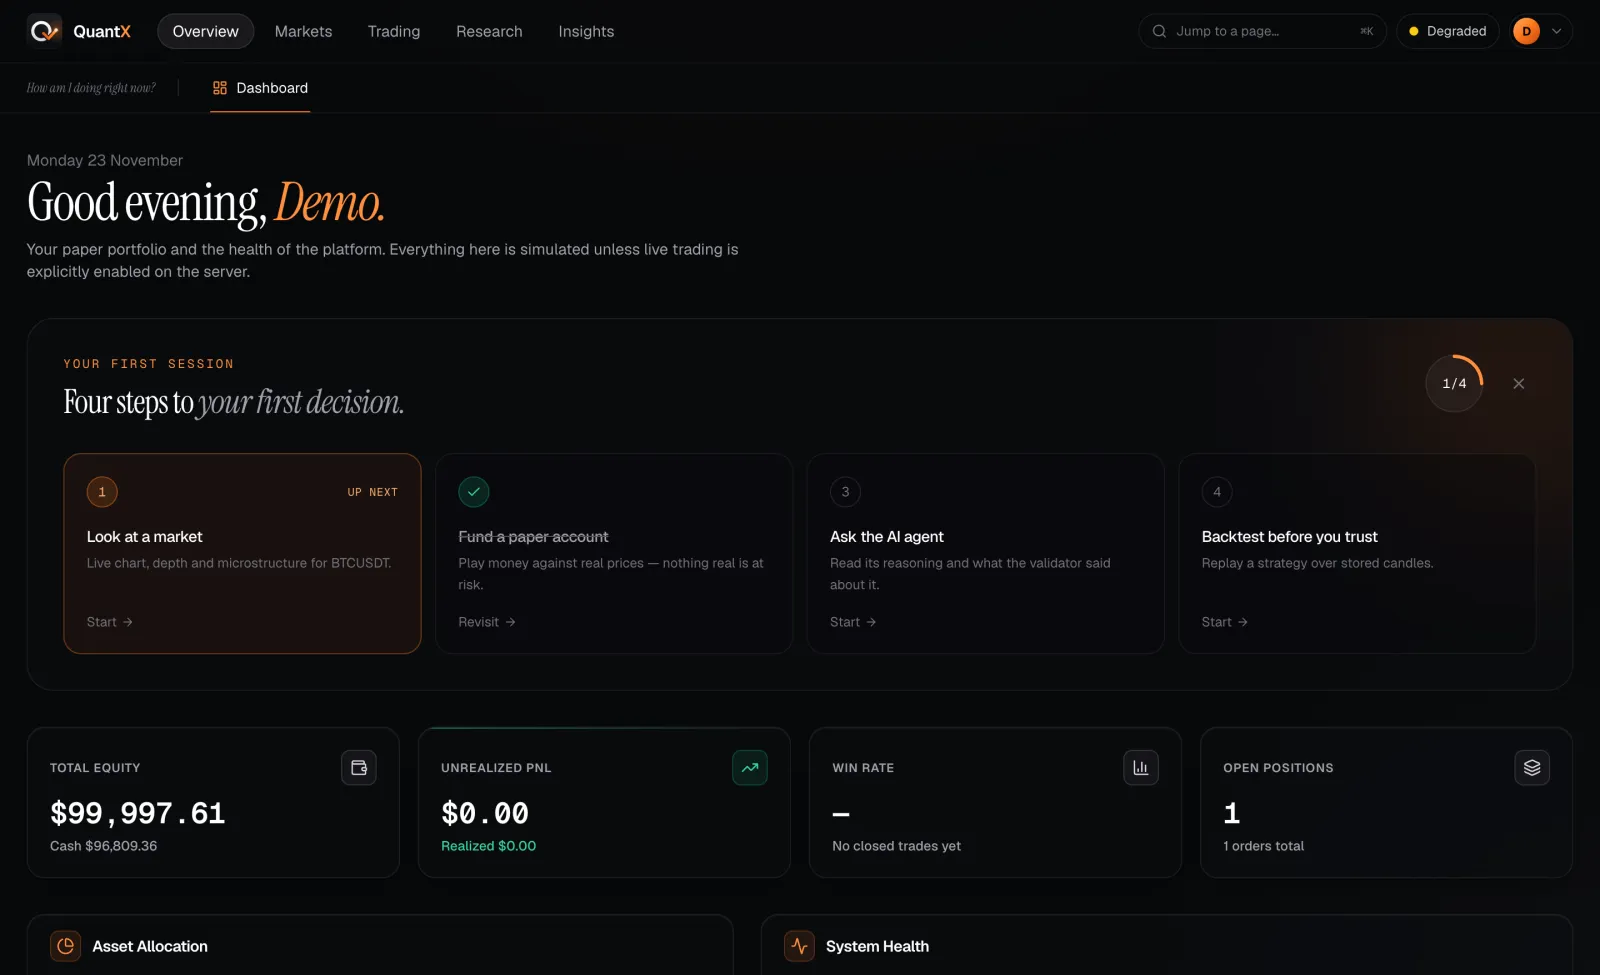 QuantX
Overview
Markets
Trading
Research
Insights
Jump to a page...
⌘K
Degraded
D
How am I doing right now?
Dashboard
Monday 23 November
Good evening, Demo.
Your paper portfolio and the health of the platform. Everything here is simulated unless live trading is
explicitly enabled on the server.
YOUR FIRST SESSION
Four steps to your first decision.
1/4
1
UP NEXT
Look at a market
Live chart, depth and microstructure for BTCUSDT.
Start →
Fund a paper account
Play money against real prices — nothing real is at
risk.
Revisit →
3
Ask the AI agent
Read its reasoning and what the validator said
about it.
Start →
4
Backtest before you trust
Replay a strategy over stored candles.
Start →
TOTAL EQUITY
$99,997.61
Cash $96,809.36
UNREALIZED PNL
$0.00
Realized $0.00
WIN RATE
—
No closed trades yet
OPEN POSITIONS
1
1 orders total
Asset Allocation
System Health